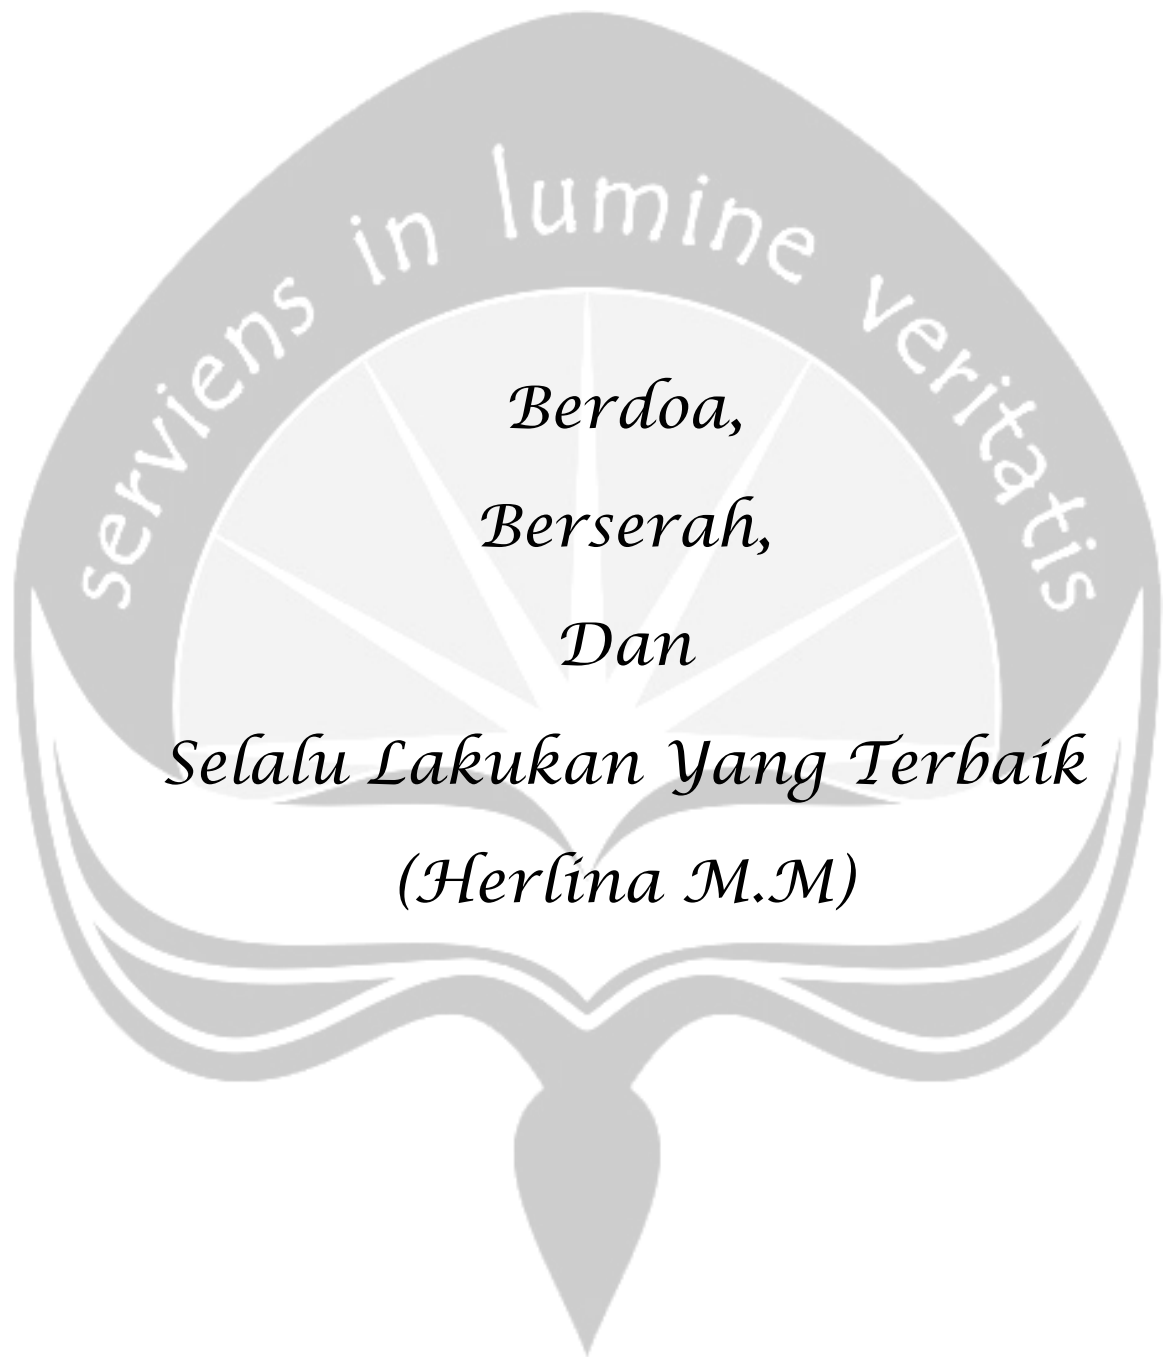 serviens in lumine veritatis
Berdoa,
Berserah,
Dan
Selalu Lakukan Yang Terbaik
(Herlina M.M)